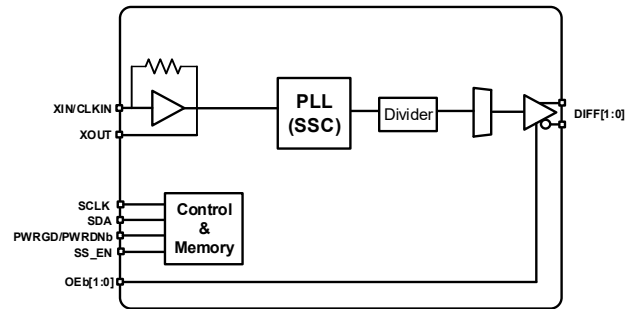 XIN/CLKIN
XOUT
PLL
(SSC)
Divider
DIFF[1:0]
SCLK
SDA
PWRGD/PWRDNb
SS_EN
Control
&
Memory
OEb[1:0]